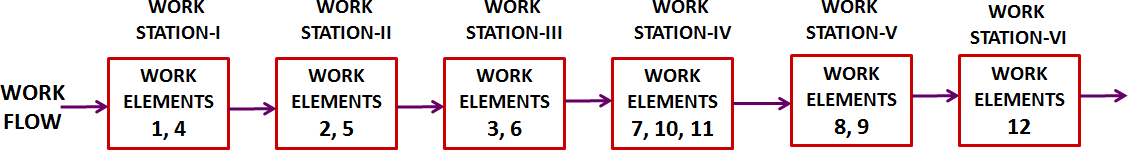 WORK
STATION-I
WORK
STATION-II
WORK
STATION-III
WORK
STATION-IV
WORK
STATION-V
WORK
STATION-VI
WORK
FLOW
WORK
ELEMENTS
1, 4
WORK
ELEMENTS
2, 5
WORK
ELEMENTS
3, 6
WORK
ELEMENTS
7, 10, 11
WORK
ELEMENTS
8, 9
WORK
ELEMENTS
12